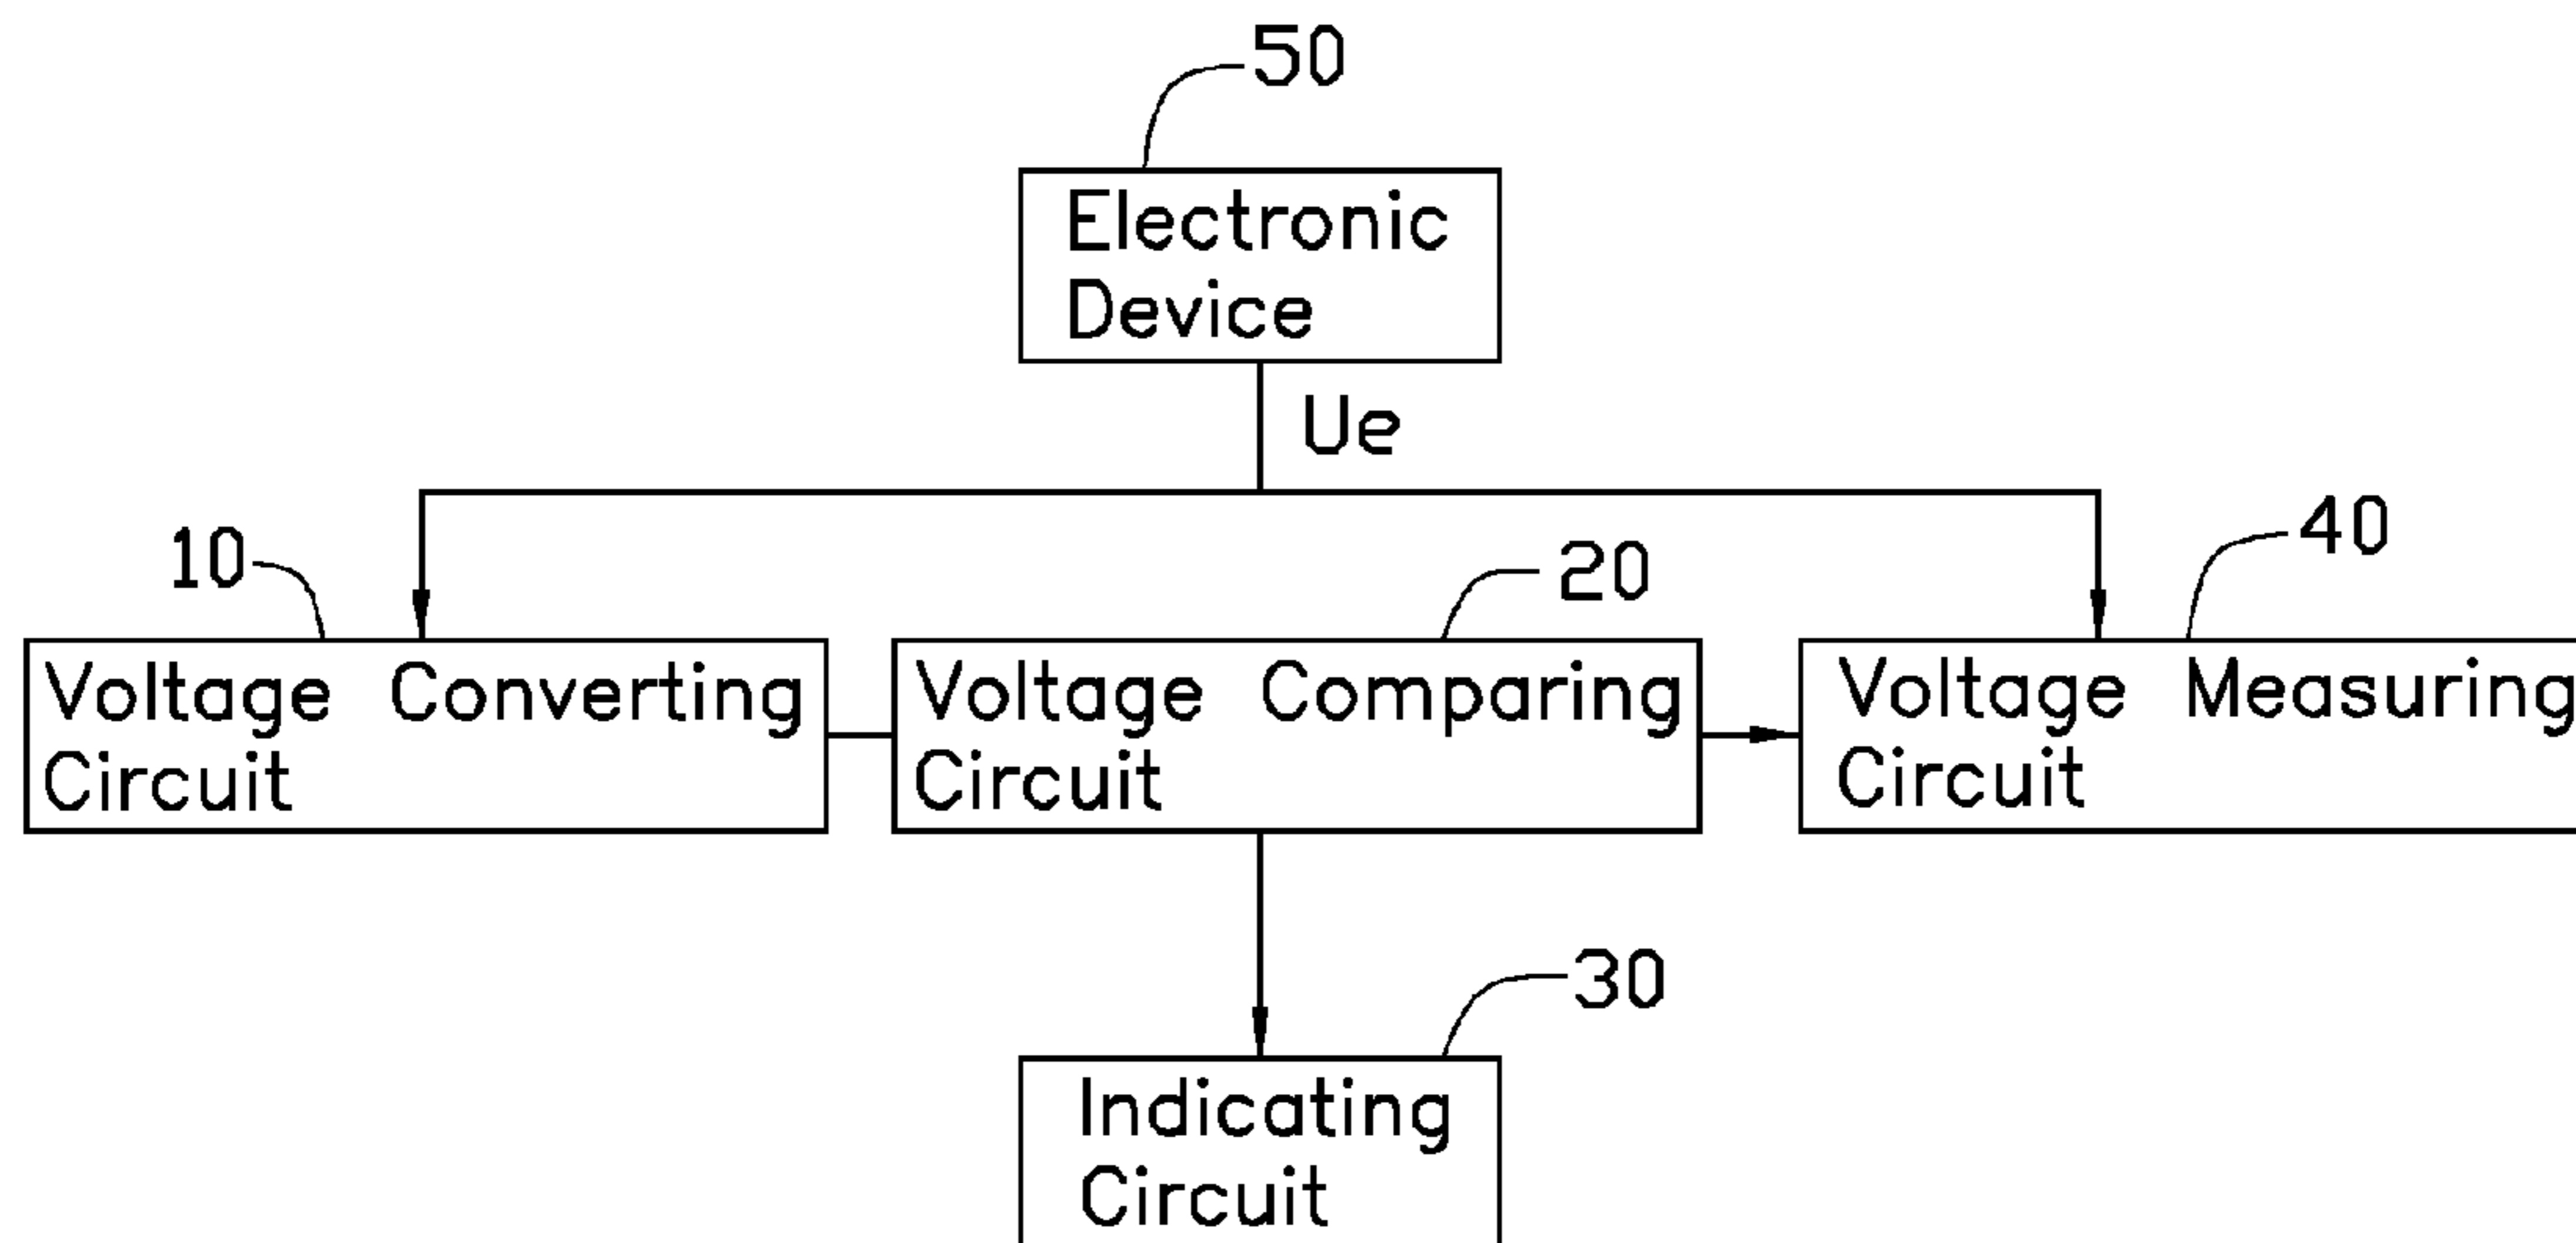 50
Electronic
Device
Ue
10
20
40
Voltage Converting
Circuit
Voltage Comparing
Circuit
Voltage Measuring
Circuit
30
Indicating
Circuit